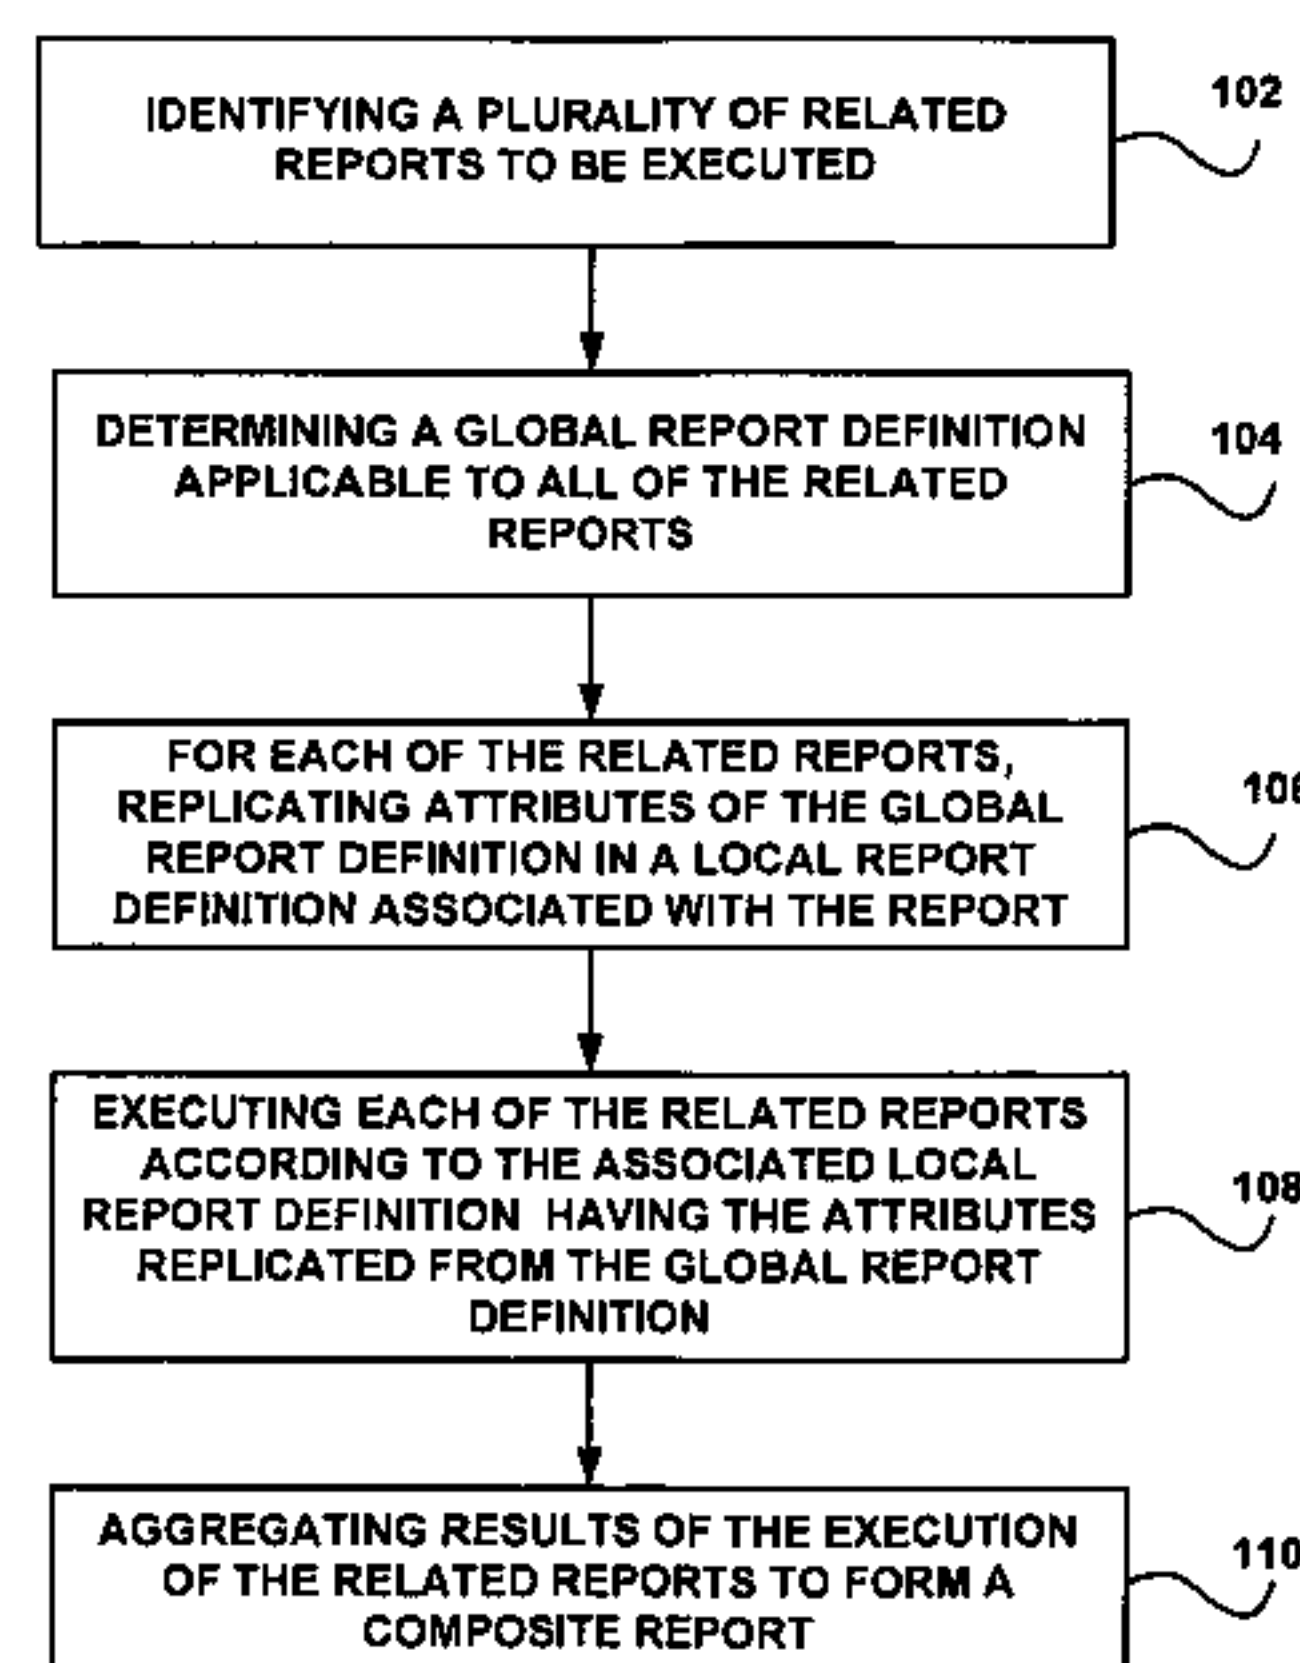 IDENTIFYING A PLURALITY OF RELATED
REPORTS TO BE EXECUTED
102
DETERMINING A GLOBAL REPORT DEFINITION
APPLICABLE TO ALL OF THE RELATED
REPORTS
104
FOR EACH OF THE RELATED REPORTS,
REPLICATING ATTRIBUTES OF THE GLOBAL
REPORT DEFINITION IN A LOCAL REPORT
DEFINITION ASSOCIATED WITH THE REPORT
106
EXECUTING EACH OF THE RELATED REPORTS
ACCORDING TO THE ASSOCIATED LOCAL
REPORT DEFINITION HAVING THE ATTRIBUTES
REPLICATED FROM THE GLOBAL REPORT
DEFINITION
108
AGGREGATING RESULTS OF THE EXECUTION
OF THE RELATED REPORTS TO FORM A
COMPOSITE REPORT
110